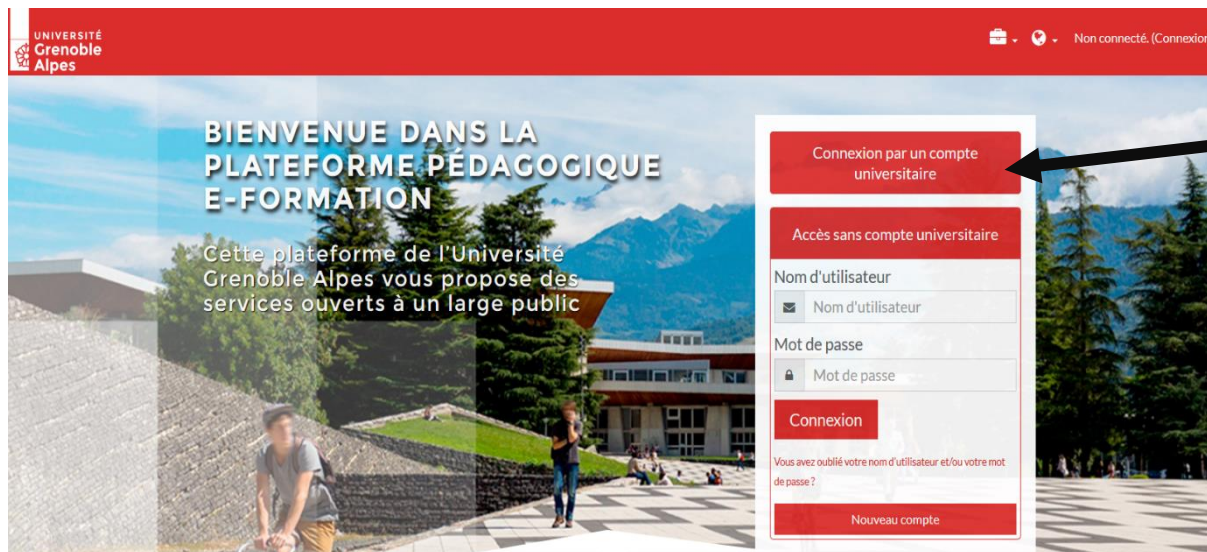 UNIVERSITÉ
Grenoble
Alpes
Non connecté. (Connexion
BIENVENUE DANS LA
PLATEFORME PÉDAGOGIQUE
E-FORMATION
Cette plateforme de l'Université
Grenoble Alpes vous propose des
services ouverts à un large public
Connexion par un compte
universitaire
Accès sans compte universitaire
Nom d'utilisateur
Nom d'utilisateur
Mot de passe
Mot de passe
Connexion
Vous avez oublié votre nom d'utilisateur et/ou votre mot
de passe ?
Nouveau compte